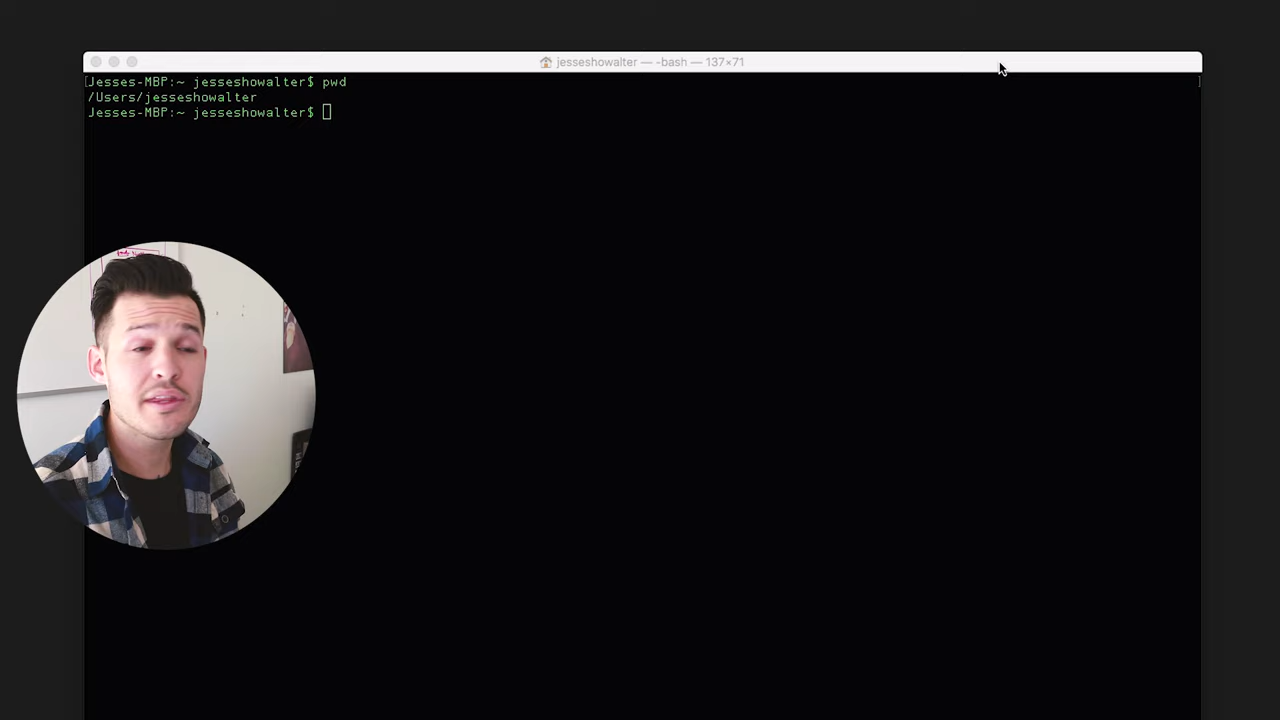 jesseshowalter — -bash — 137×71
[Jesses-MBP:~ jesseshowalter$ pwd ]
/Users/jesseshowalter
Jesses-MBP:~ jesseshowalter$